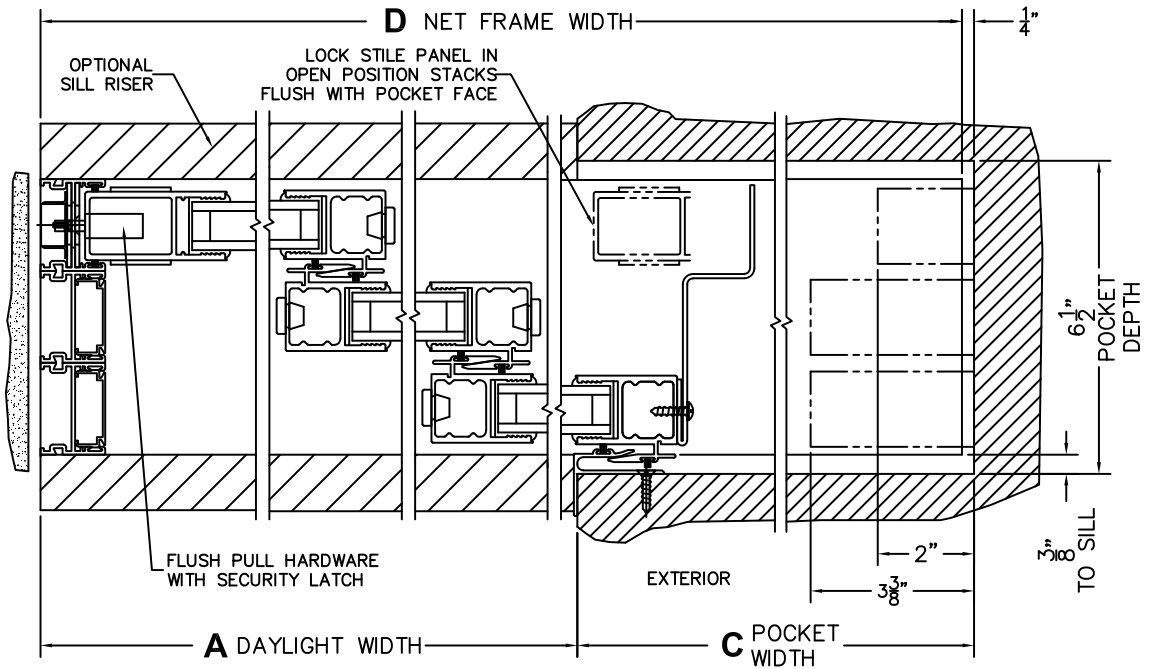 D NET FRAME WIDTH
1/4"
OPTIONAL
SILL RISER
LOCK STILE PANEL IN
OPEN POSITION STACKS
FLUSH WITH POCKET FACE
6 1/2"
POCKET
DEPTH
3/8"
TO SILL
2"
3 3/8"
FLUSH PULL HARDWARE
WITH SECURITY LATCH
EXTERIOR
A DAYLIGHT WIDTH
C POCKET
WIDTH